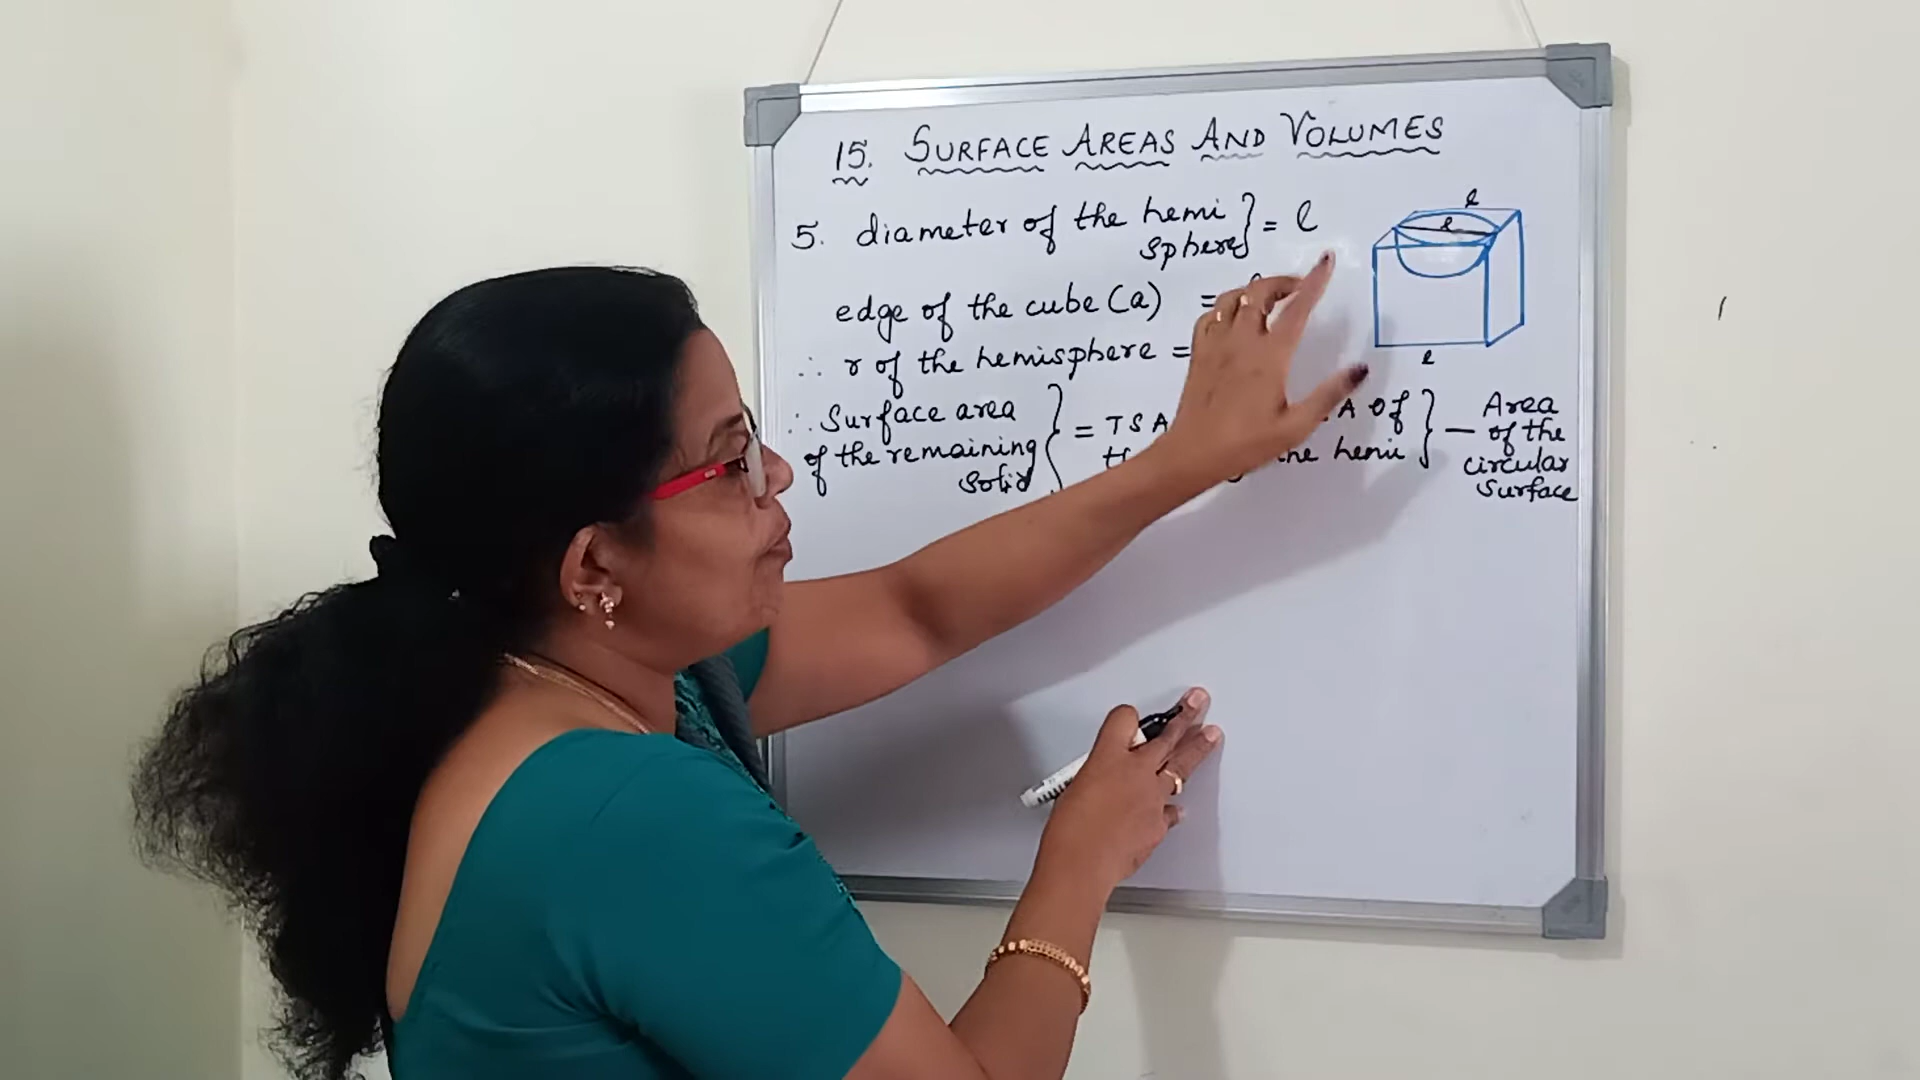 15. SURFACE AREAS AND VOLUMES
5. diameter of the hemi
sphere } = l
edge of the cube (a) =
∴ r of the hemisphere =
∴ Surface area
of the remaining
solid } = TSA
A of
the hemi } — Area
of the
circular
surface
l
l
l